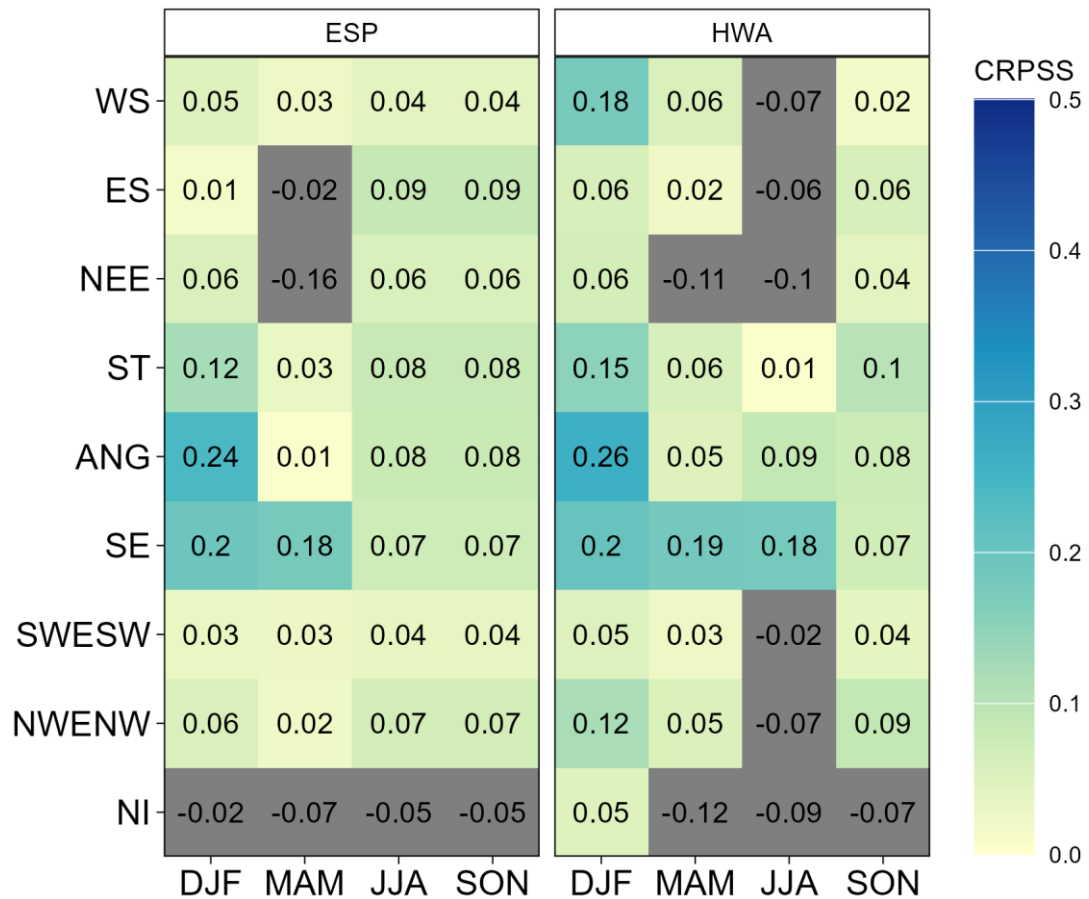 ESP HWA
CRPSS
WS 0.05 0.03 0.04 0.04 0.18 0.06 -0.07 0.02
0.5
ES 0.01 -0.02 0.09 0.09 0.06 0.02 -0.06 0.06
0.4
NEE 0.06 -0.16 0.06 0.06 0.06 -0.11 -0.1 0.04
ST 0.12 0.03 0.08 0.08 0.15 0.06 0.01 0.1
0.3
ANG 0.24 0.01 0.08 0.08 0.26 0.05 0.09 0.08
SE 0.2 0.18 0.07 0.07 0.2 0.19 0.18 0.07
0.2
SWESW 0.03 0.03 0.04 0.04 0.05 0.03 -0.02 0.04
0.1
NWENW 0.06 0.02 0.07 0.07 0.12 0.05 -0.07 0.09
NI -0.02 -0.07 -0.05 -0.05 0.05 -0.12 -0.09 -0.07
0.0
DJF MAM JJA SON DJF MAM JJA SON